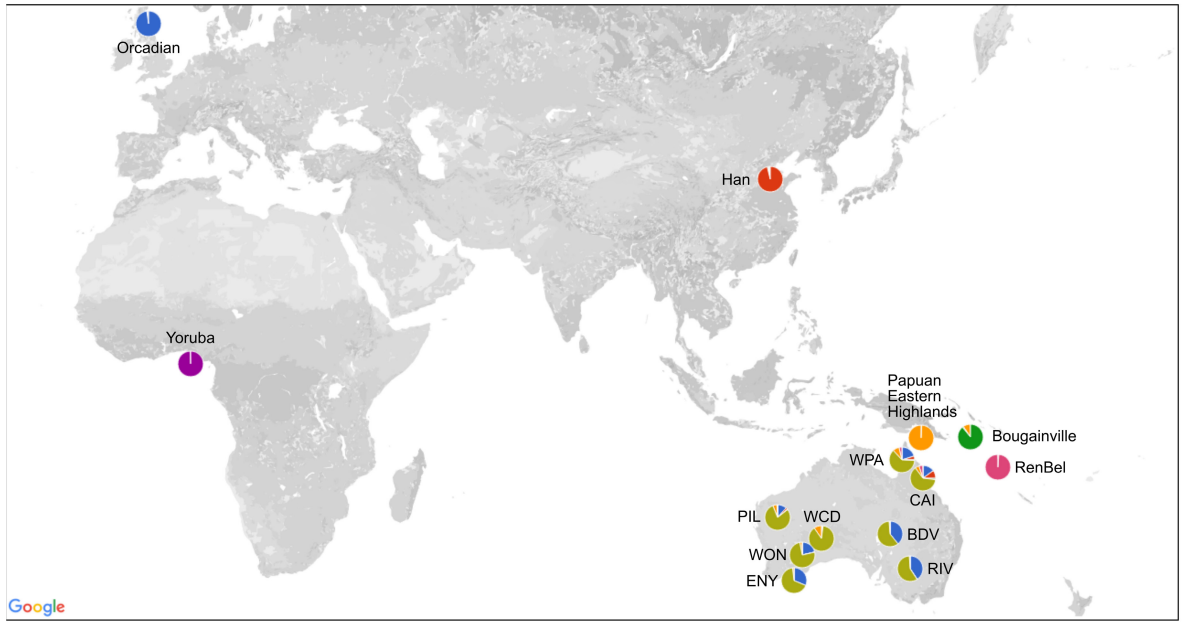 Orcadian
Han
Yoruba
Papuan
Eastern
Highlands
Bougainville
WPA
RenBel
CAI
PIL
WCD
BDV
WON
RIV
ENY
Google